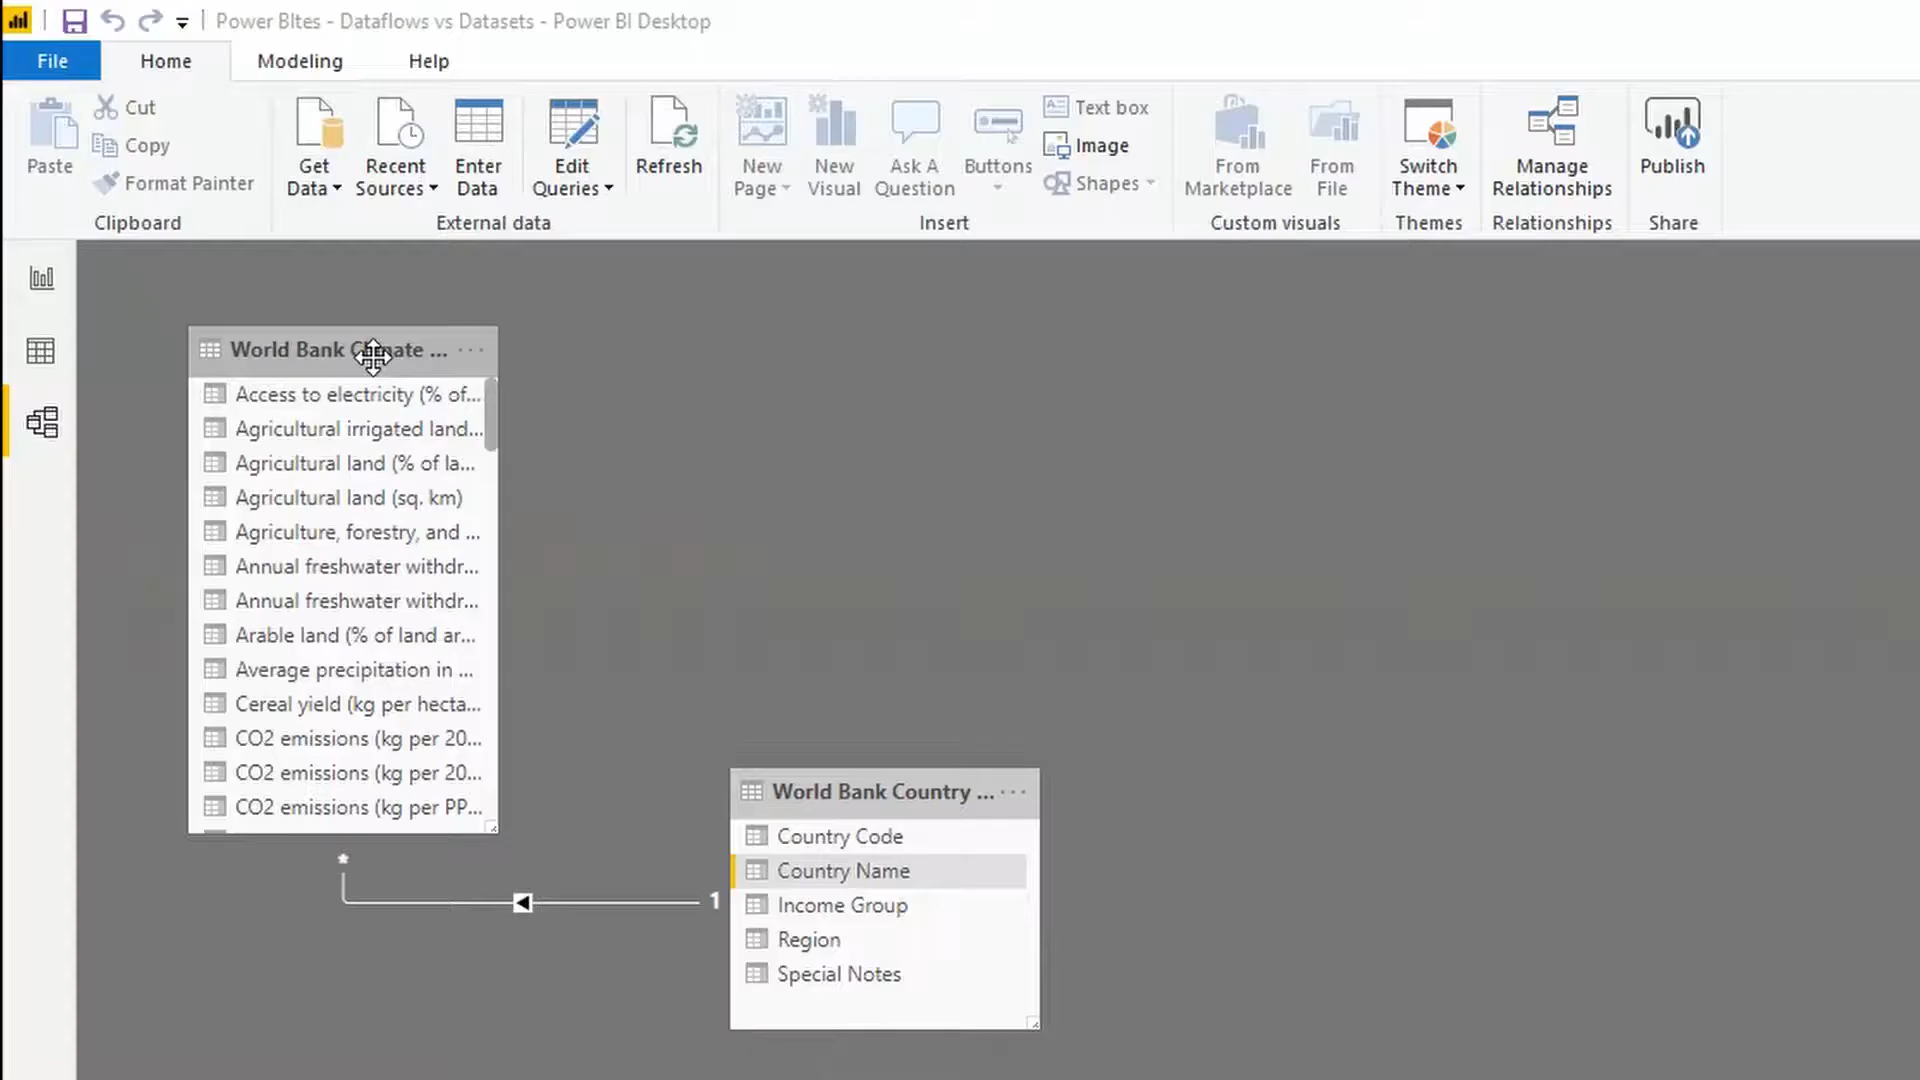 Power BItes - Dataflows vs Datasets - Power BI Desktop
File Home Modeling Help
Paste
Cut
Copy
Format Painter
Clipboard
Get Data
Recent Sources
Enter Data
Edit Queries
Refresh
External data
New Page
New Visual
Ask A Question
Buttons
Text box
Image
Shapes
Insert
From Marketplace
From File
Custom visuals
Switch Theme
Themes
Manage Relationships
Relationships
Publish
Share
World Bank Climate ... ...
Access to electricity (% of...
Agricultural irrigated land...
Agricultural land (% of la...
Agricultural land (sq. km)
Agriculture, forestry, and ...
Annual freshwater withdr...
Annual freshwater withdr...
Arable land (% of land ar...
Average precipitation in ...
Cereal yield (kg per hecta...
CO2 emissions (kg per 20...
CO2 emissions (kg per 20...
CO2 emissions (kg per PP...
*
1
World Bank Country ... ...
Country Code
Country Name
Income Group
Region
Special Notes